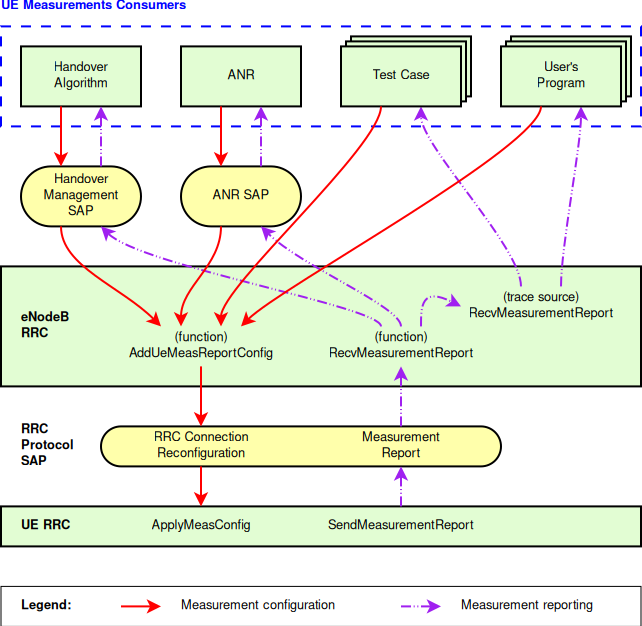 UE Measurements Consumers
Handover
Algorithm
ANR
Test Case
User's
Program
Handover
Management
SAP
ANR SAP
eNodeB
RRC
(trace source)
RecvMeasurementReport
(function)
AddUeMeasReportConfig
(function)
RecvMeasurementReport
RRC
Protocol
SAP
RRC Connection
Reconfiguration
Measurement
Report
UE RRC
ApplyMeasConfig
SendMeasurementReport
Legend:
Measurement configuration
Measurement reporting